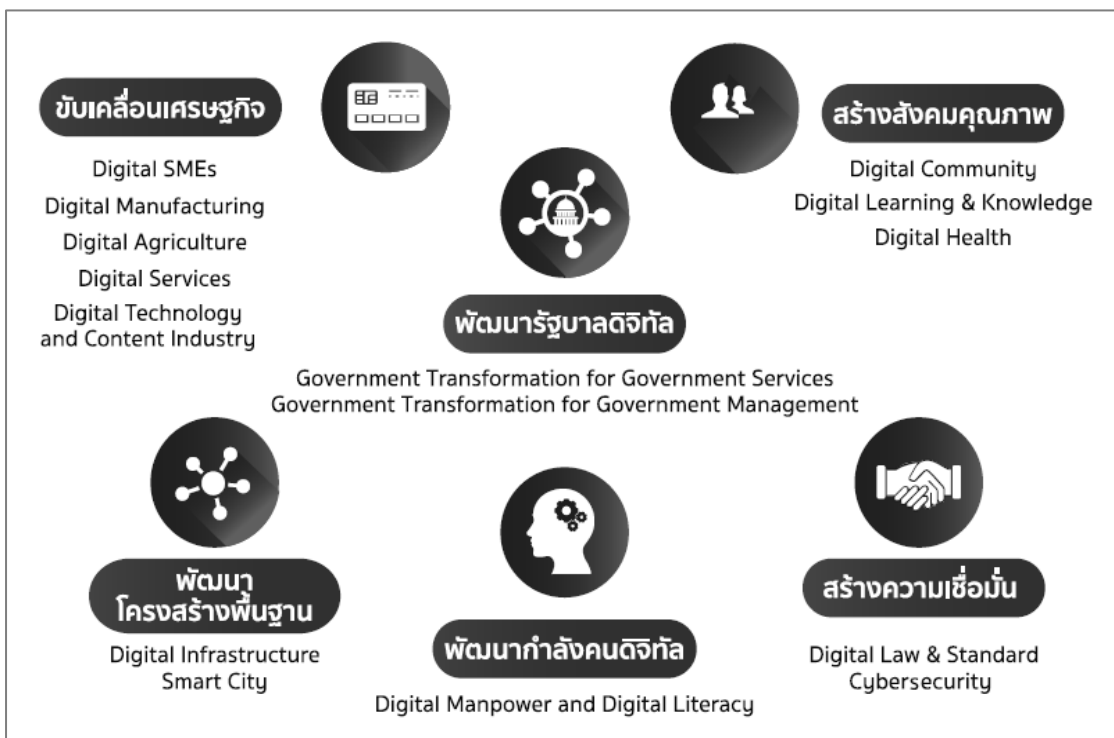 ขับเคลื่อนเศรษฐกิจ
Digital SMEs
Digital Manufacturing
Digital Agriculture
Digital Services
Digital Technology
and Content Industry
สร้างสังคมคุณภาพ
Digital Community
Digital Learning & Knowledge
Digital Health
พัฒนารัฐบาลดิจิทัล
Government Transformation for Government Services
Government Transformation for Government Management
พัฒนา
โครงสร้างพื้นฐาน
Digital Infrastructure
Smart City
พัฒนากำลังคนดิจิทัล
Digital Manpower and Digital Literacy
สร้างความเชื่อมั่น
Digital Law & Standard
Cybersecurity